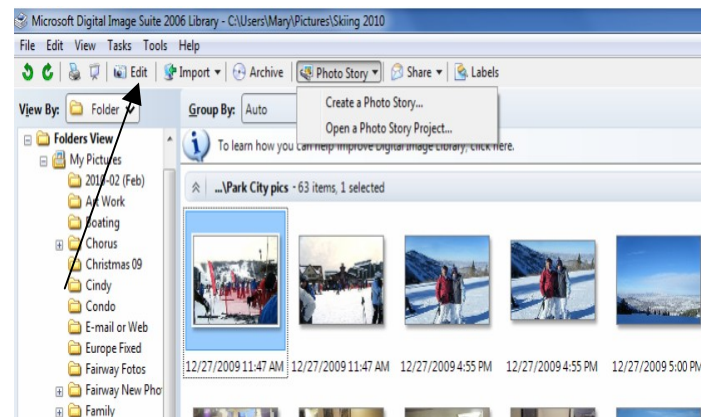 Microsoft Digital Image Suite 2006 Library - C:\Users\Mary\Pictures\Skiing 2010
File Edit View Tasks Tools Help
Edit Import Archive Photo Story Share Labels
View By: Folder Group By: Auto
Create a Photo Story...
Open a Photo Story Project...
To learn how you can help improve Digital Image Library, click here.
Folders View
My Pictures
2010-02 (Feb)
Art Work
Boating
Chorus
Christmas 09
Cindy
Condo
E-mail or Web
Europe Fixed
Fairway Fotos
Fairway New Pho
Family
...\Park City pics - 63 items, 1 selected
12/27/2009 11:47 AM 12/27/2009 11:47 AM 12/27/2009 4:55 PM 12/27/2009 4:55 PM 12/27/2009 5:00 PM